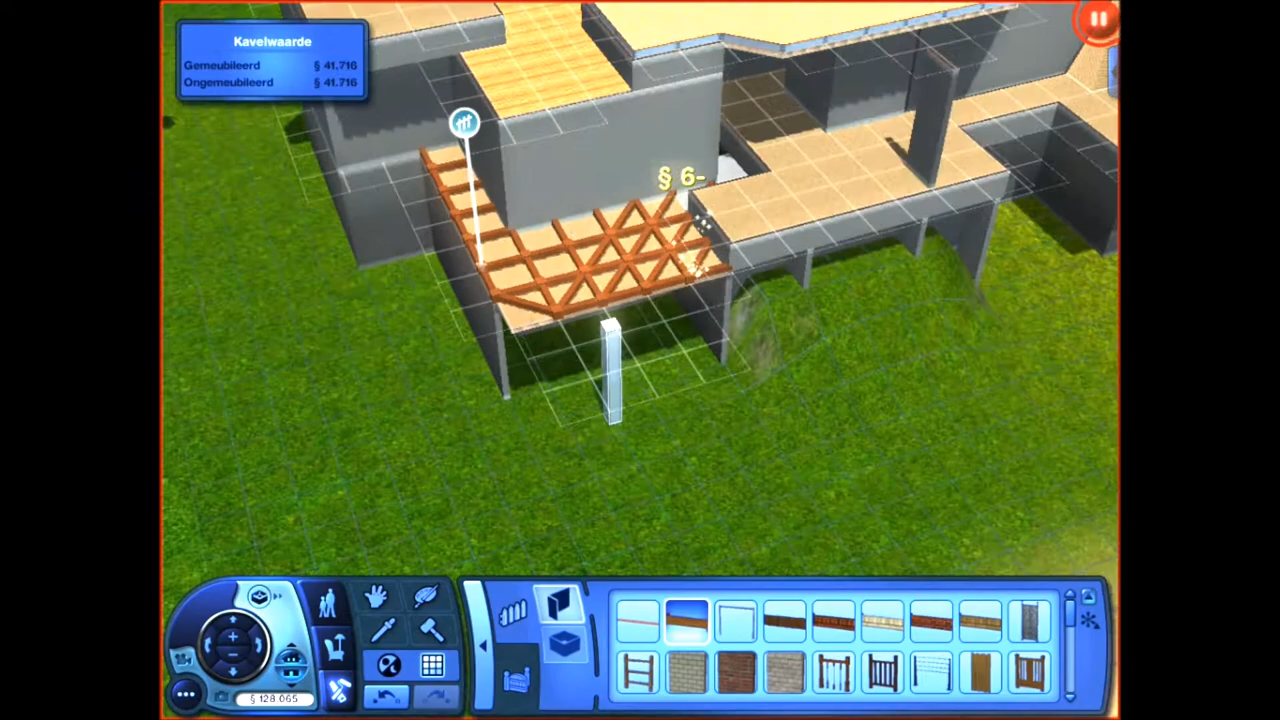 Kavelwaarde
Gemeubileerd § 41.716
Ongemeubileerd § 41.716
§ 6-
§ 128.065